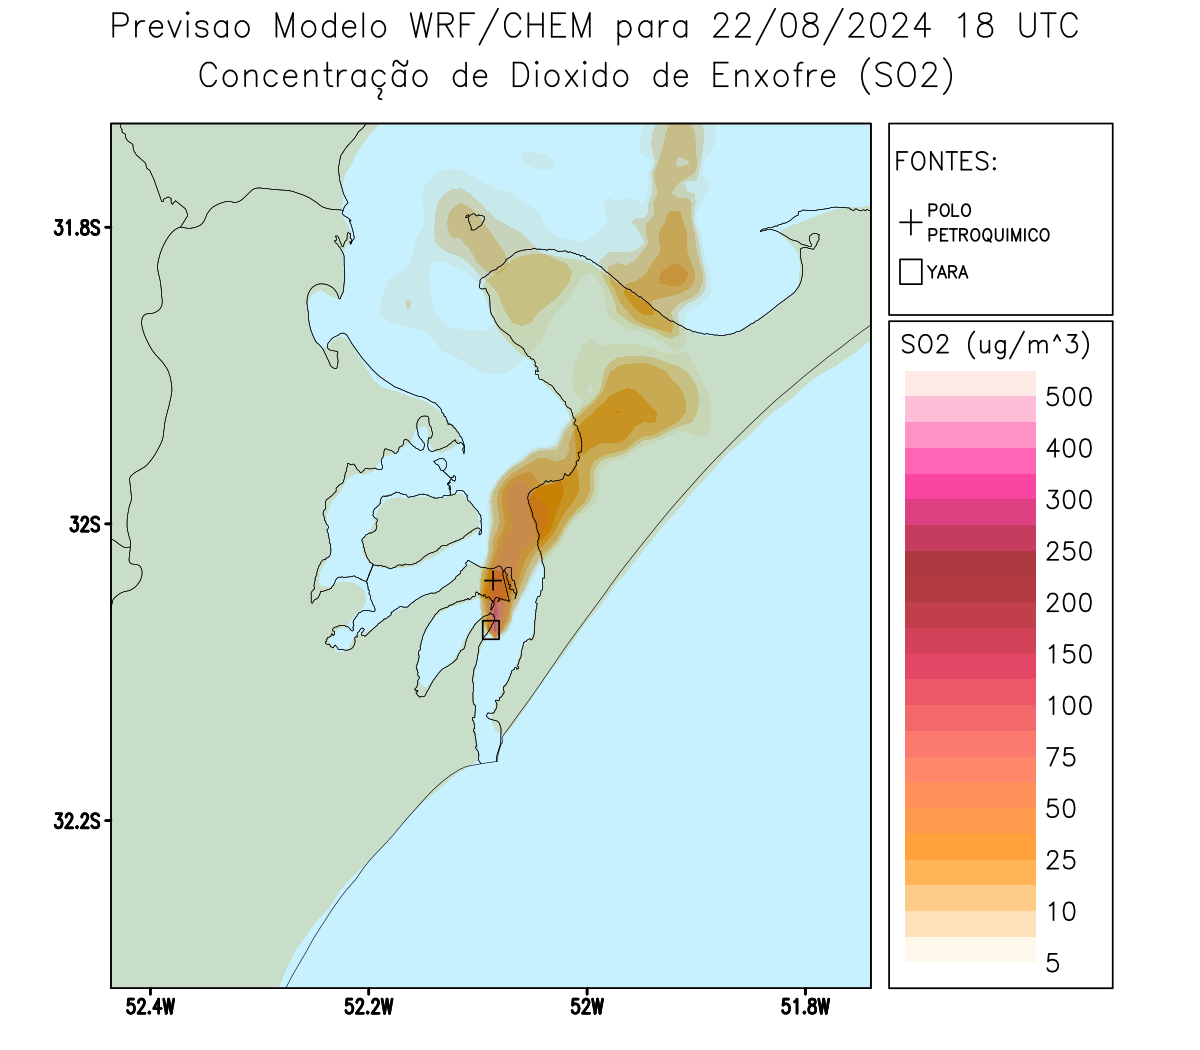 Previsao Modelo WRF/CHEM para 22/08/2024 18 UTC
Concentração de Dioxido de Enxofre (SO2)
FONTES:
POLO
PETROQUIMICO
YARA
SO2 (ug/m^3)
500
400
300
250
200
150
100
75
50
25
10
5
31.8S
32S
32.2S
52.4W
52.2W
52W
51.8W